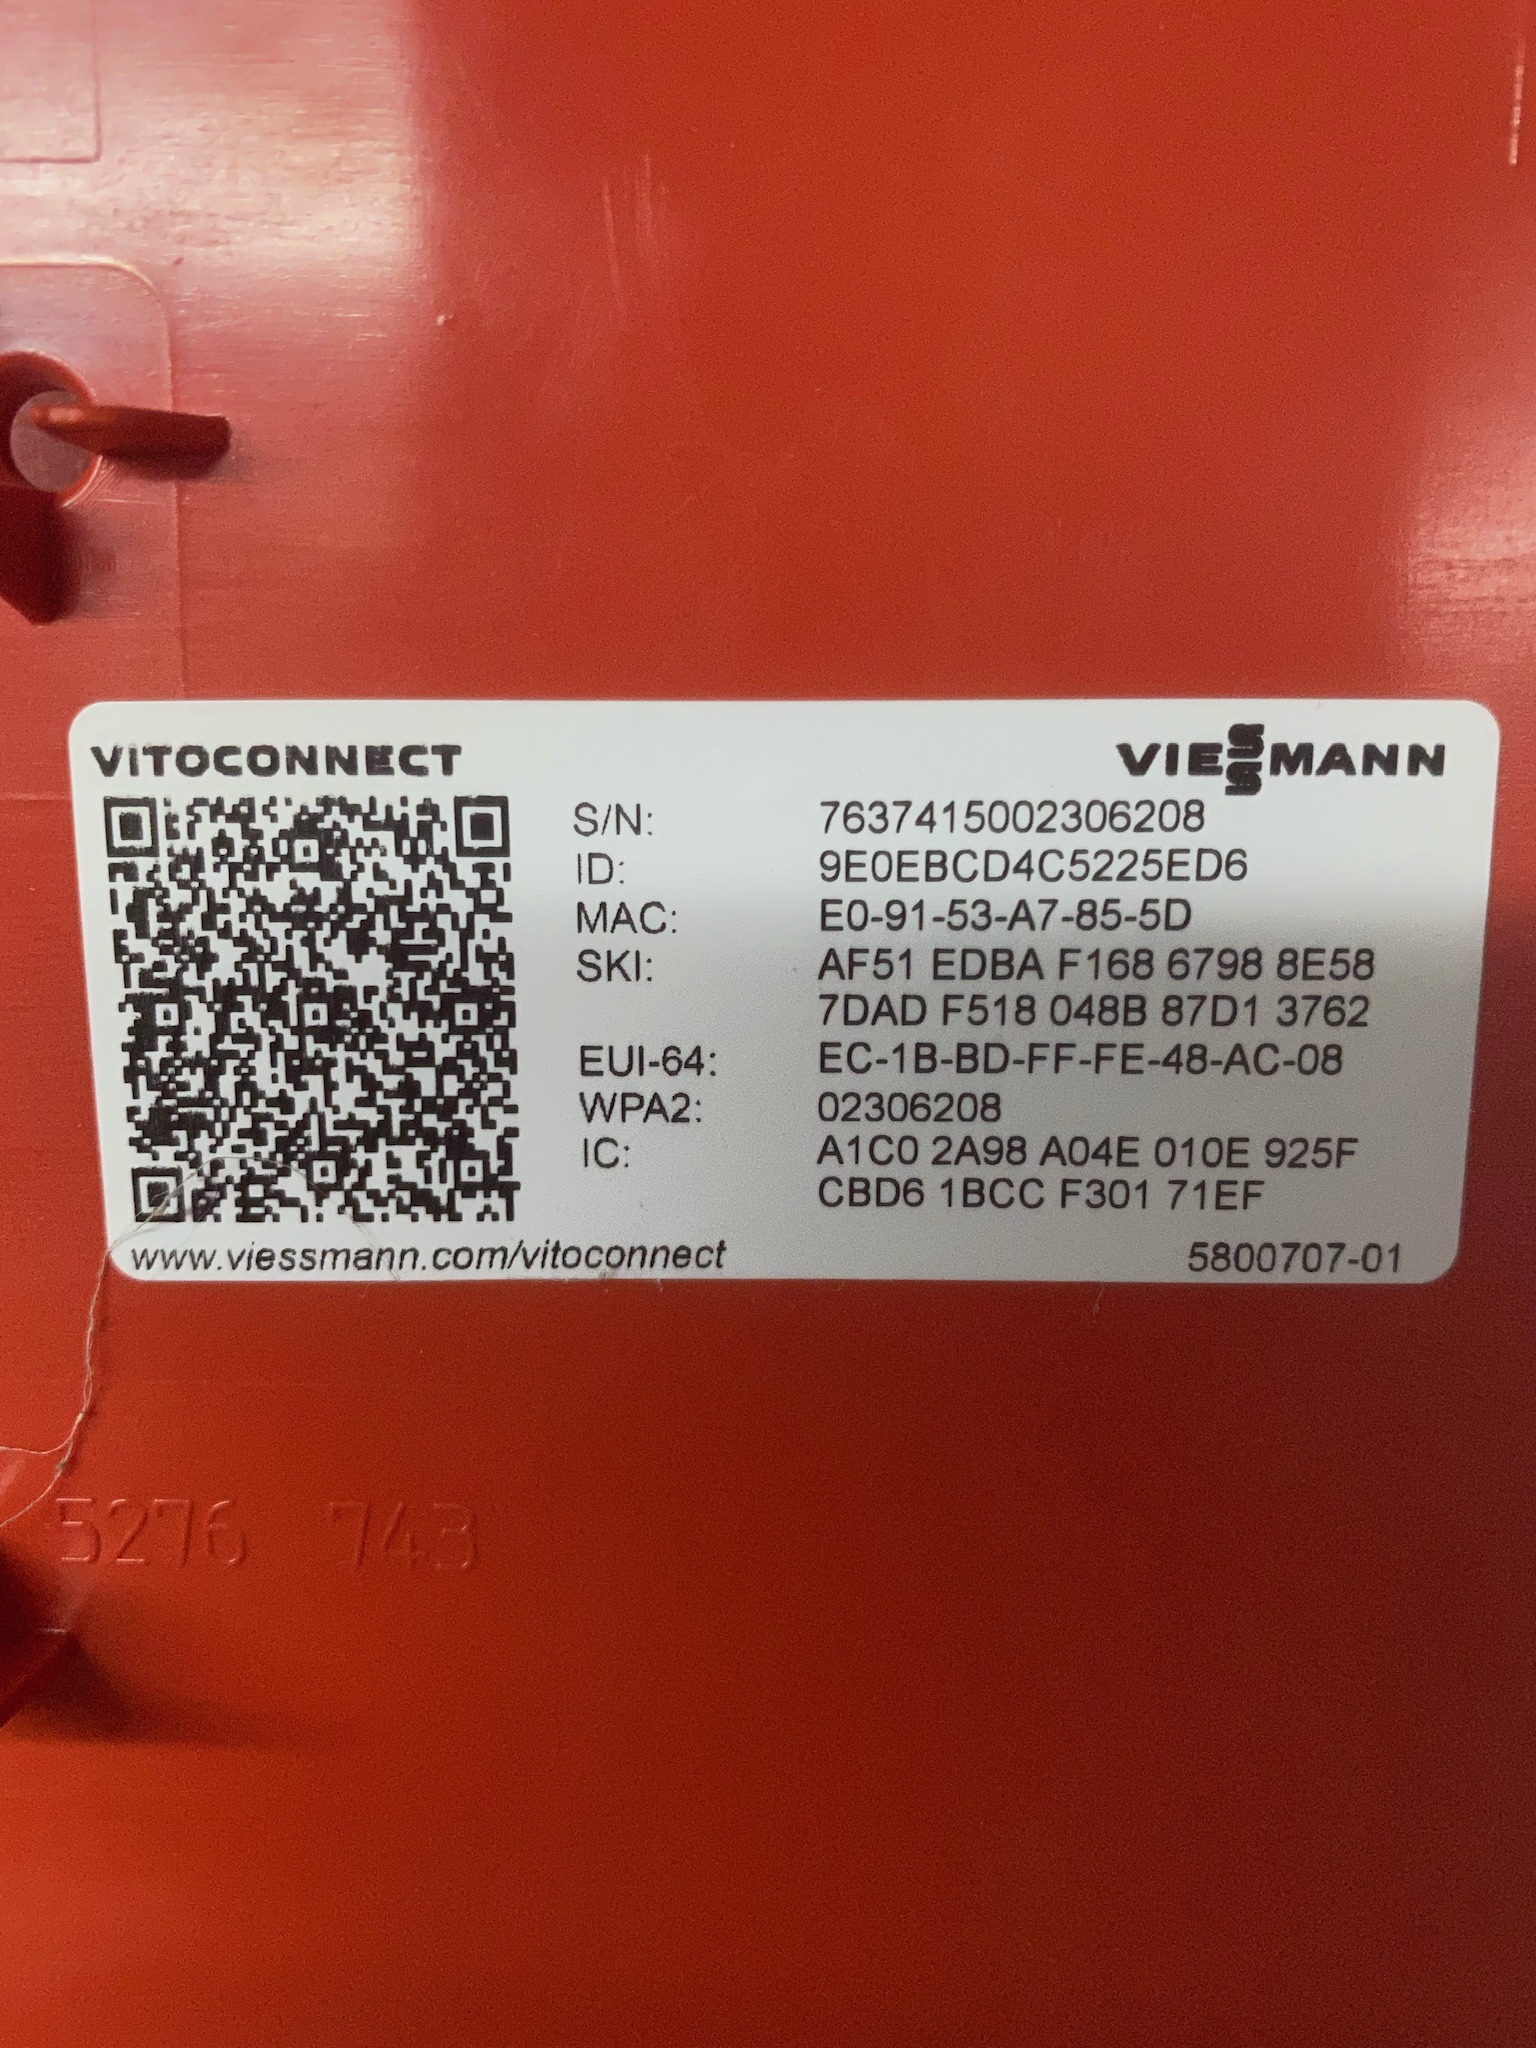 VITOCONNECT
VIESSMANN
S/N: 7637415002306208
ID: 9E0EBCD4C5225ED6
MAC: E0-91-53-A7-85-5D
SKI: AF51 EDBA F168 6798 8E58
7DAD F518 048B 87D1 3762
EUI-64: EC-1B-BD-FF-FE-48-AC-08
WPA2: 02306208
IC: A1C0 2A98 A04E 010E 925F
CBD6 1BCC F301 71EF
www.viessmann.com/vitoconnect
5800707-01
5276 743